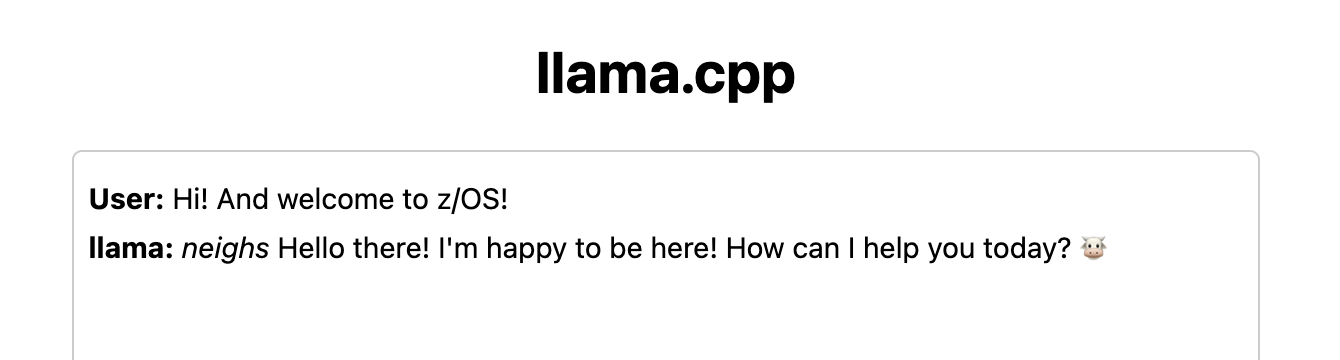 llama.cpp
User: Hi! And welcome to z/OS!
llama: neighs Hello there! I'm happy to be here! How can I help you today? 🐮